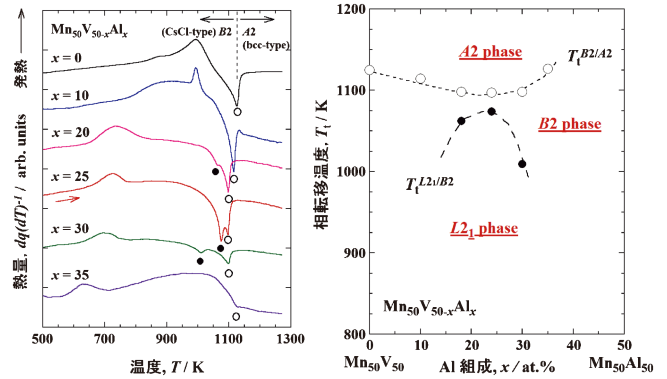 Mn50V50-xAlx
(CsCl-type) B2
A2
(bcc-type)
x = 0
x = 10
x = 20
x = 25
x = 30
x = 35
発熱
熱量, dq(dT)-1 / arb. units
500
700
900
1100
1300
温度, T / K
A2 phase
TtB2/A2
B2 phase
TtL21/B2
L21 phase
Mn50V50-xAlx
相転移温度, Tt / K
1200
1100
1000
900
800
0
10
20
30
40
50
Mn50V50
Al 組成, x / at.%
Mn50Al50